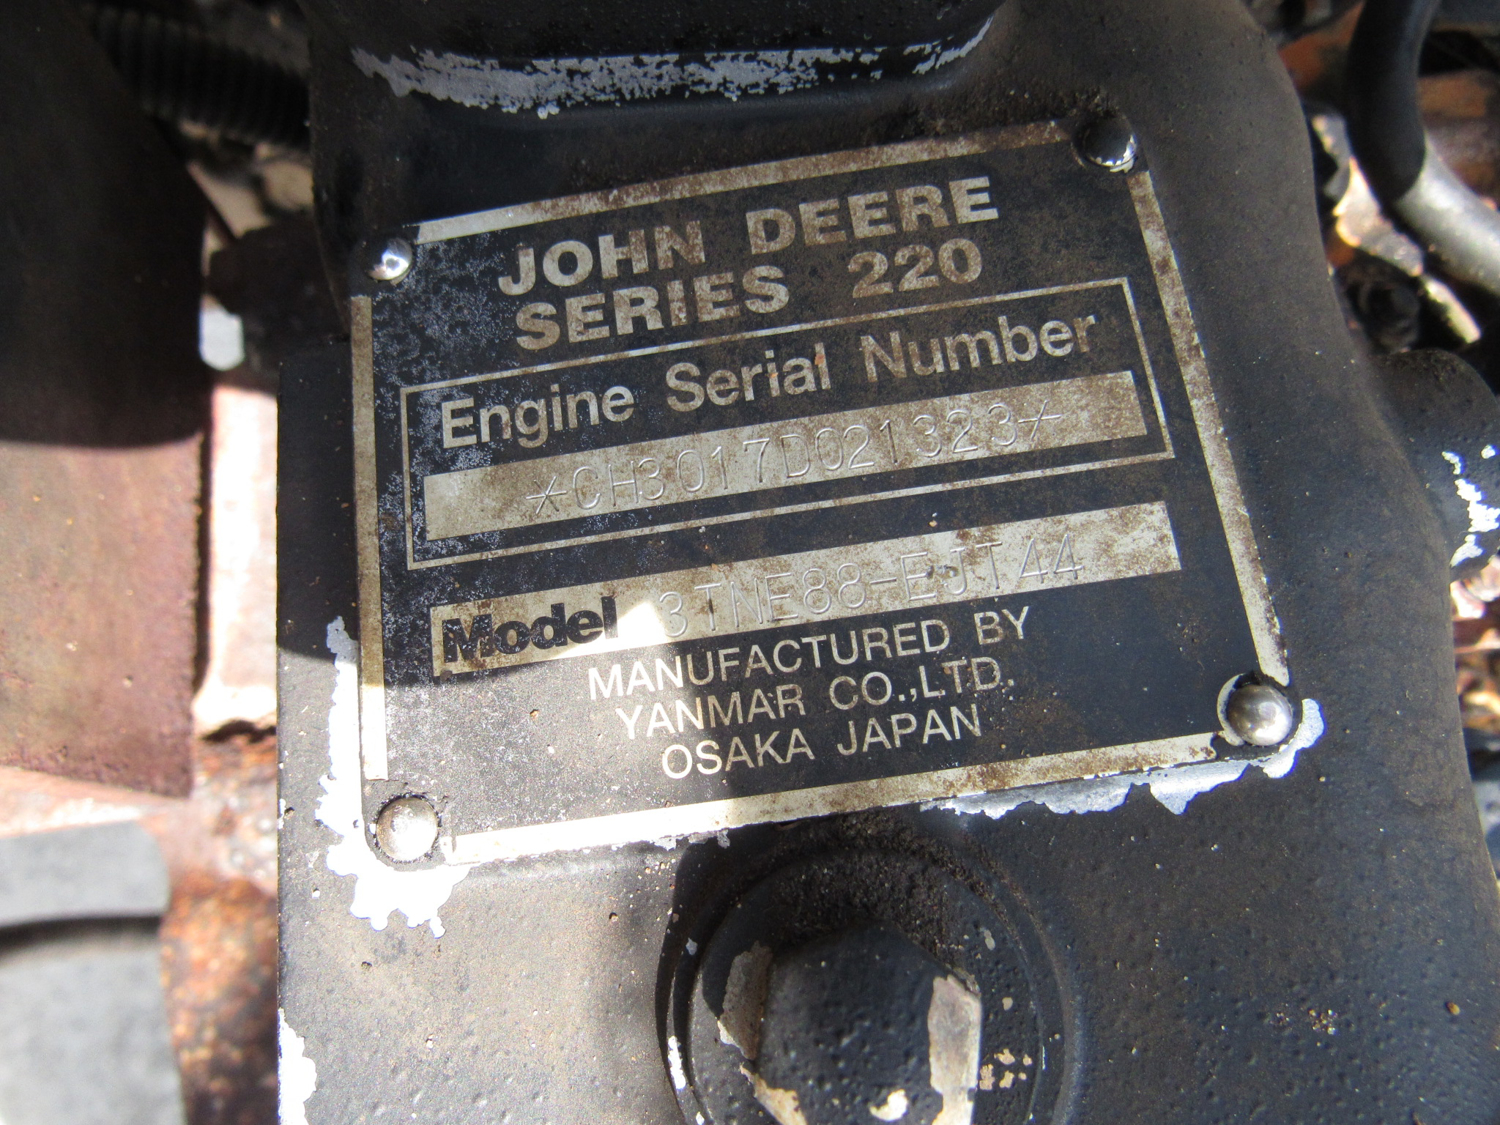 JOHN DEERE
SERIES 220
Engine Serial Number
*CH3017D021323*
Model 3TNE88-EJT44
MANUFACTURED BY
YANMAR CO.,LTD.
OSAKA JAPAN